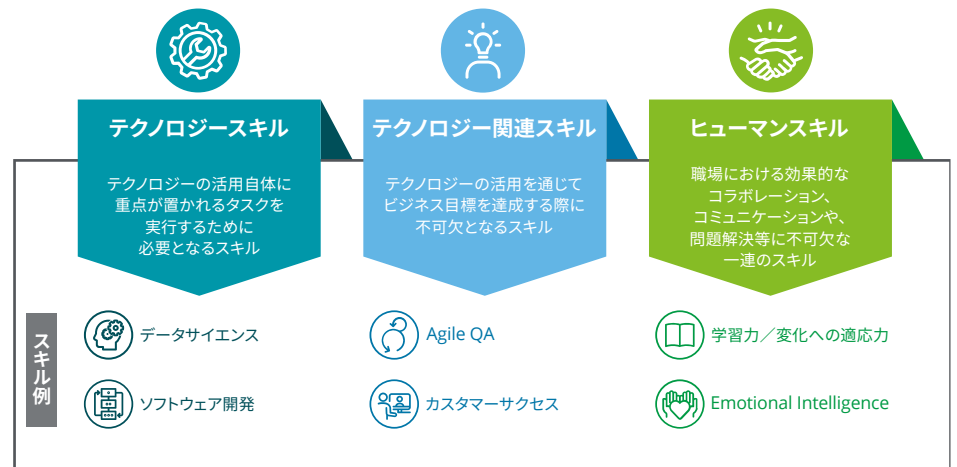 テクノロジースキル
テクノロジーの活用自体に
重点が置かれるタスクを
実行するために
必要となるスキル
テクノロジー関連スキル
テクノロジーの活用を通じて
ビジネス目標を達成する際に
不可欠となるスキル
ヒューマンスキル
職場における効果的な
コラボレーション、
コミュニケーションや、
問題解決等に不可欠な
一連のスキル
スキル例
データサイエンス
Agile QA
学習力／変化への適応力
ソフトウェア開発
カスタマーサクセス
Emotional Intelligence